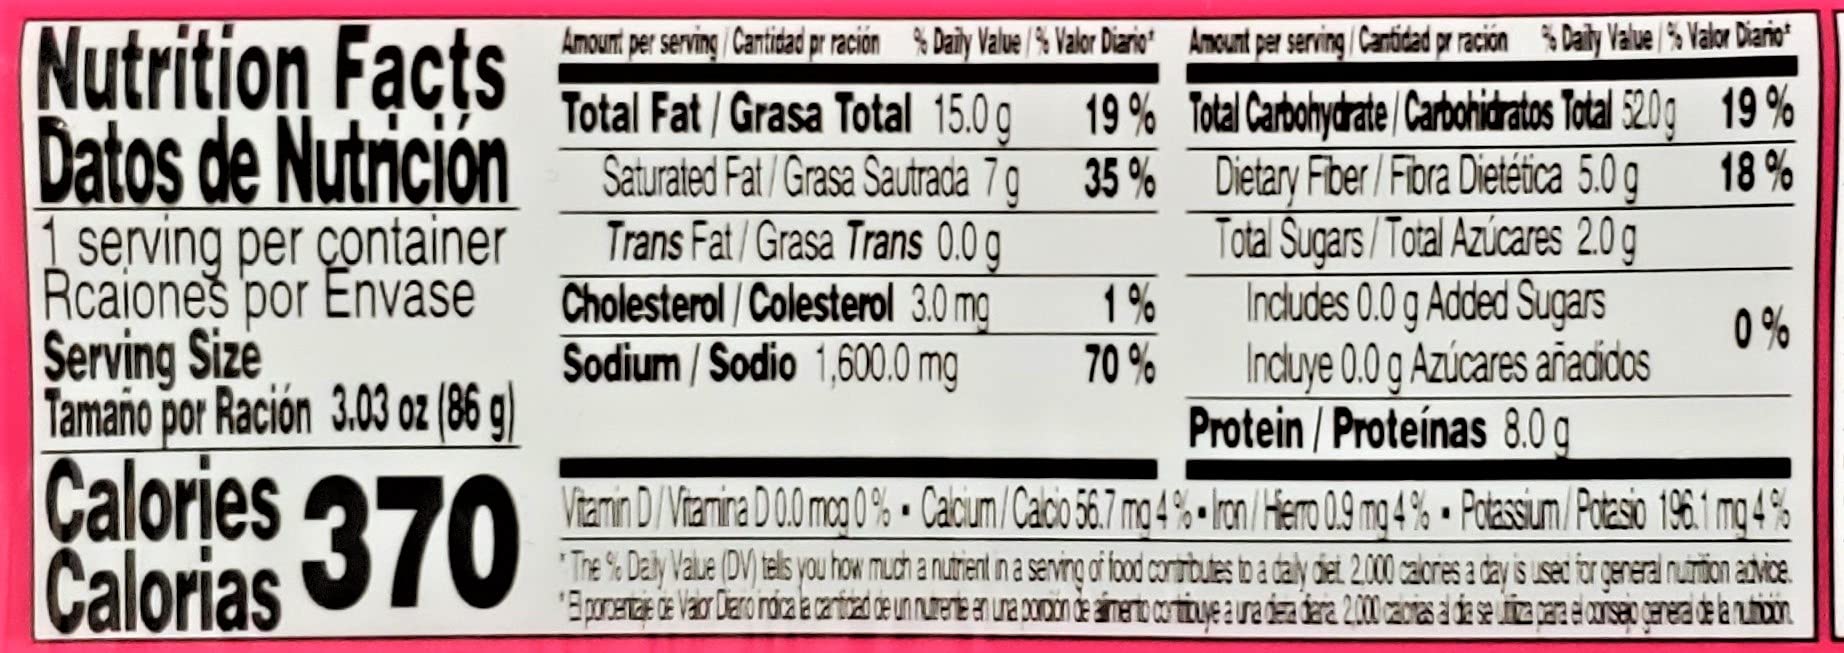 Nutrition Facts
Datos de Nutrición
1 serving per container
Rcaiones por Envase
Serving Size
Tamaño por Ración 3.03 oz (86 g)
Calories
Calorias 370
Amount per serving / Cantidad pr ración % Daily Value / % Valor Diario*
Total Fat / Grasa Total 15.0 g 19 %
Saturated Fat / Grasa Sautrada 7 g 35 %
Trans Fat / Grasa Trans 0.0 g
Cholesterol / Colesterol 3.0 mg 1 %
Sodium / Sodio 1,600.0 mg 70 %
Amount per serving / Cantidad pr ración % Daily Value / % Valor Diario*
Total Carbohydrate / Carbohidratos Total 52.0 g 19 %
Dietary Fiber / Fibra Dietética 5.0 g 18 %
Total Sugars / Total Azúcares 2.0 g
Includes 0.0 g Added Sugars 0 %
Incluye 0.0 g Azúcares añadidos
Protein / Proteínas 8.0 g
Vitamin D / Vitamina D 0.0 mcg 0 % • Calcium / Calcio 56.7 mg 4 % • Iron / Hierro 0.9 mg 4 % • Potassium / Potasio 196.1 mg 4 %
* The % Daily Value (DV) tells you how much a nutrient in a serving of food contributes to a daily diet. 2,000 calories a day is used for general nutrition advice.
* El porcentaje de Valor Diario indica la cantidad de un nutrente en una porción de alimento contibuye a una dieta diaria. 2,000 calorias al día se utiliza para el consejo general de la nutrición.